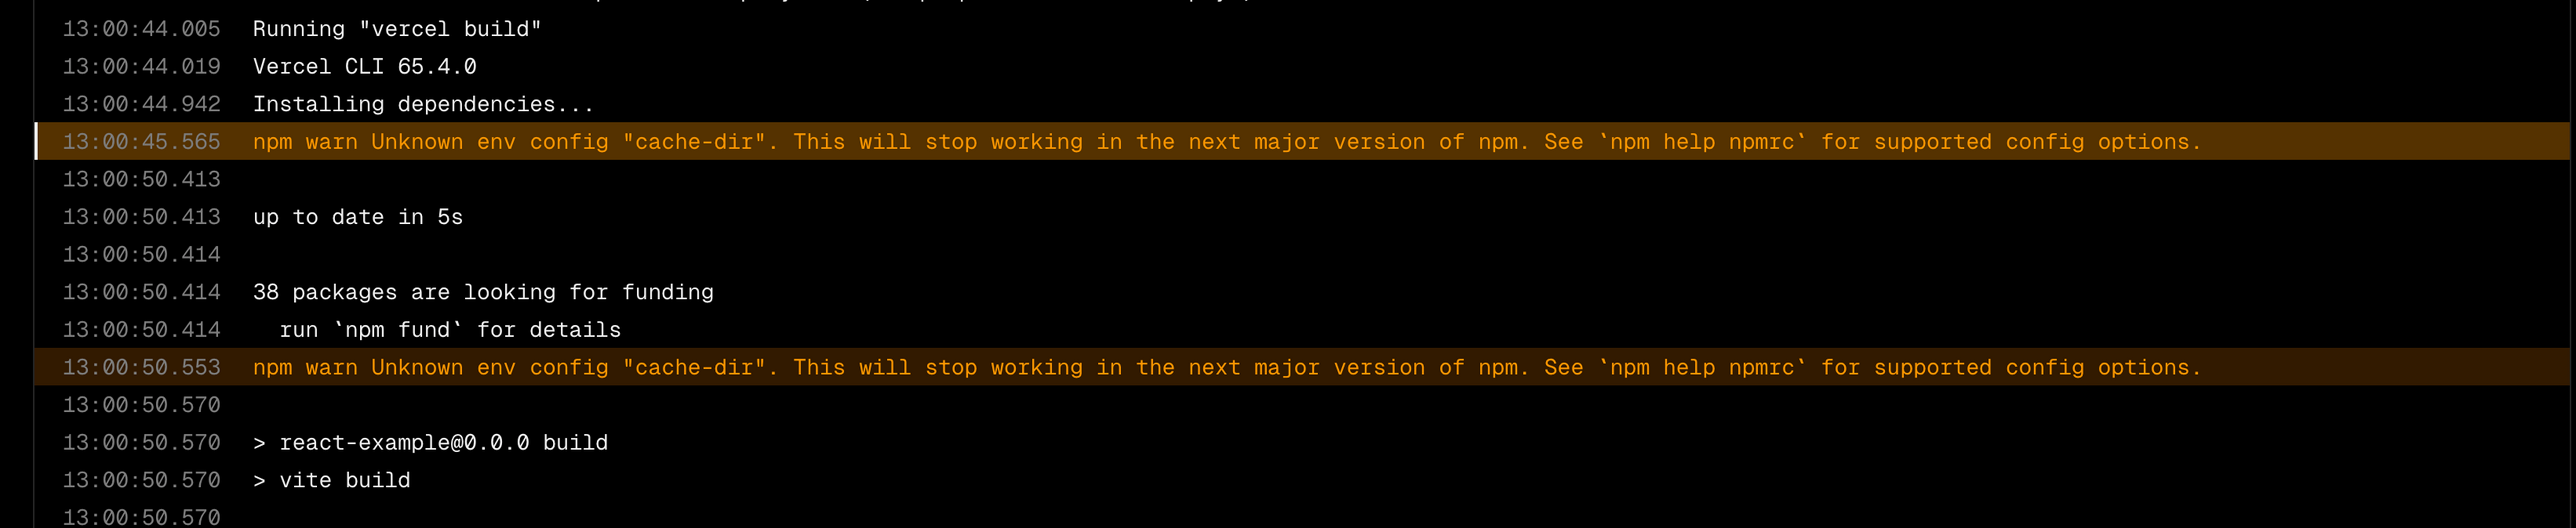 13:00:44.005 Running "vercel build"
13:00:44.019 Vercel CLI 65.4.0
13:00:44.942 Installing dependencies...
13:00:45.565 npm warn Unknown env config "cache-dir". This will stop working in the next major version of npm. See `npm help npmrc` for supported config options.
13:00:50.413
13:00:50.413 up to date in 5s
13:00:50.414
13:00:50.414 38 packages are looking for funding
13:00:50.414   run `npm fund` for details
13:00:50.553 npm warn Unknown env config "cache-dir". This will stop working in the next major version of npm. See `npm help npmrc` for supported config options.
13:00:50.570
13:00:50.570 > react-example@0.0.0 build
13:00:50.570 > vite build
13:00:50.570